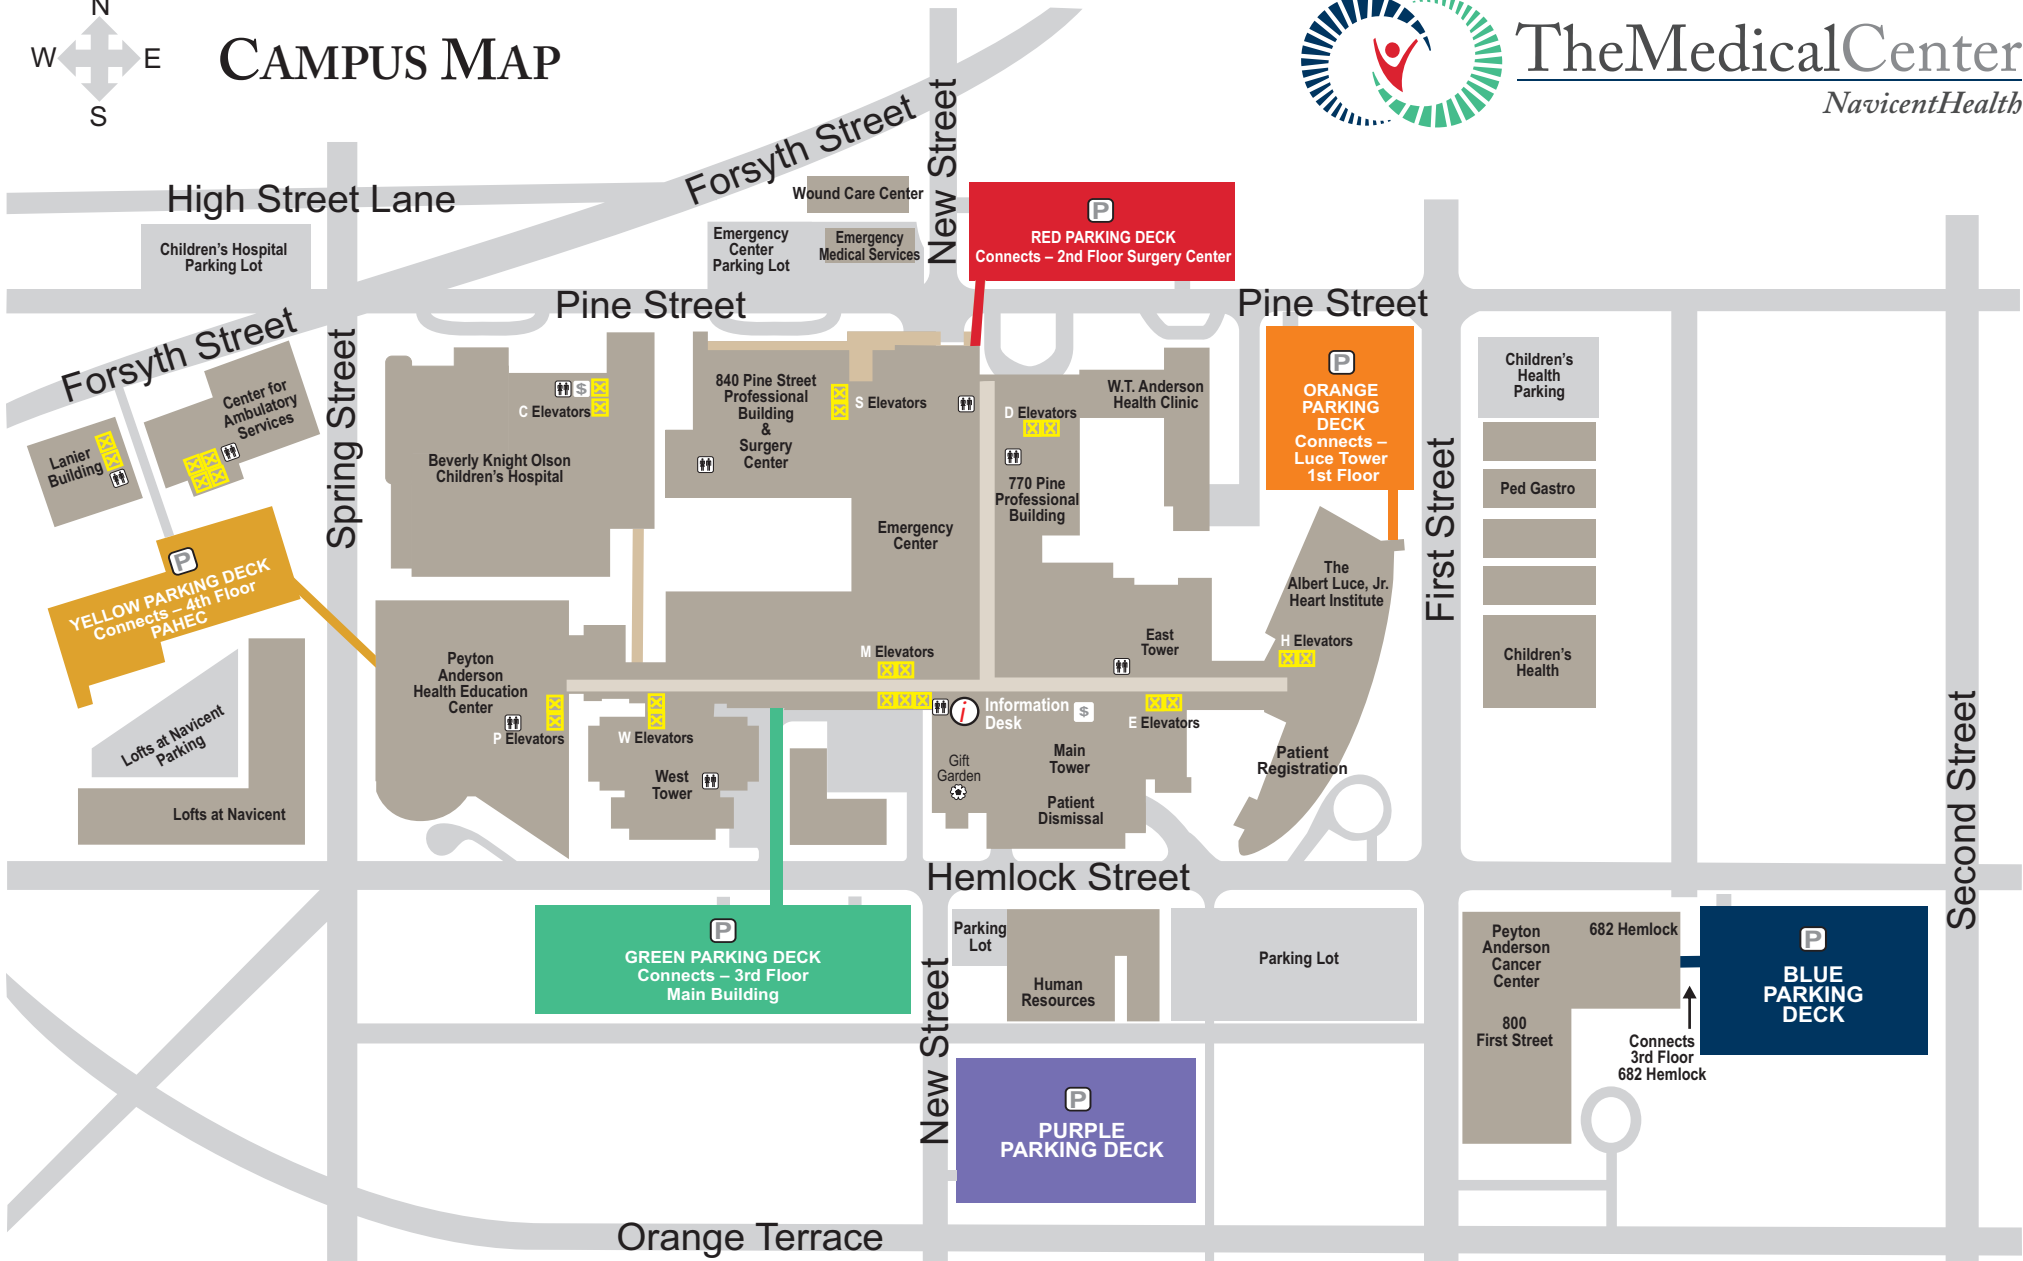 N
W
E
S
CAMPUS MAP
TheMedicalCenter
NavicentHealth
High Street Lane
Forsyth Street
New Street
Wound Care Center
Children's Hospital
Parking Lot
Emergency
Center
Parking Lot
Emergency
Medical Services
P
RED PARKING DECK
Connects – 2nd Floor Surgery Center
Pine Street
Pine Street
Forsyth Street
Spring Street
Center for
Ambulatory
Services
Lanier
Building
$
C Elevators
Beverly Knight Olson
Children's Hospital
840 Pine Street
Professional
Building
&
Surgery
Center
S Elevators
D Elevators
W.T. Anderson
Health Clinic
770 Pine
Professional
Building
Emergency
Center
P
ORANGE
PARKING
DECK
Connects –
Luce Tower
1st Floor
First Street
Children's
Health
Parking
Ped Gastro
Children's
Health
P
YELLOW PARKING DECK
Connects – 4th Floor
PAHEC
The
Albert Luce, Jr.
Heart Institute
H Elevators
East
Tower
M Elevators
Peyton
Anderson
Health Education
Center
P Elevators
W Elevators
West
Tower
i
Information
Desk
$
E Elevators
Gift
Garden
Main
Tower
Patient
Dismissal
Patient
Registration
Lofts at Navicent
Parking
Lofts at Navicent
Second Street
Hemlock Street
P
GREEN PARKING DECK
Connects – 3rd Floor
Main Building
New Street
Parking
Lot
Human
Resources
Parking Lot
Peyton
Anderson
Cancer
Center
682 Hemlock
800
First Street
P
BLUE
PARKING
DECK
Connects
3rd Floor
682 Hemlock
P
PURPLE
PARKING DECK
Orange Terrace